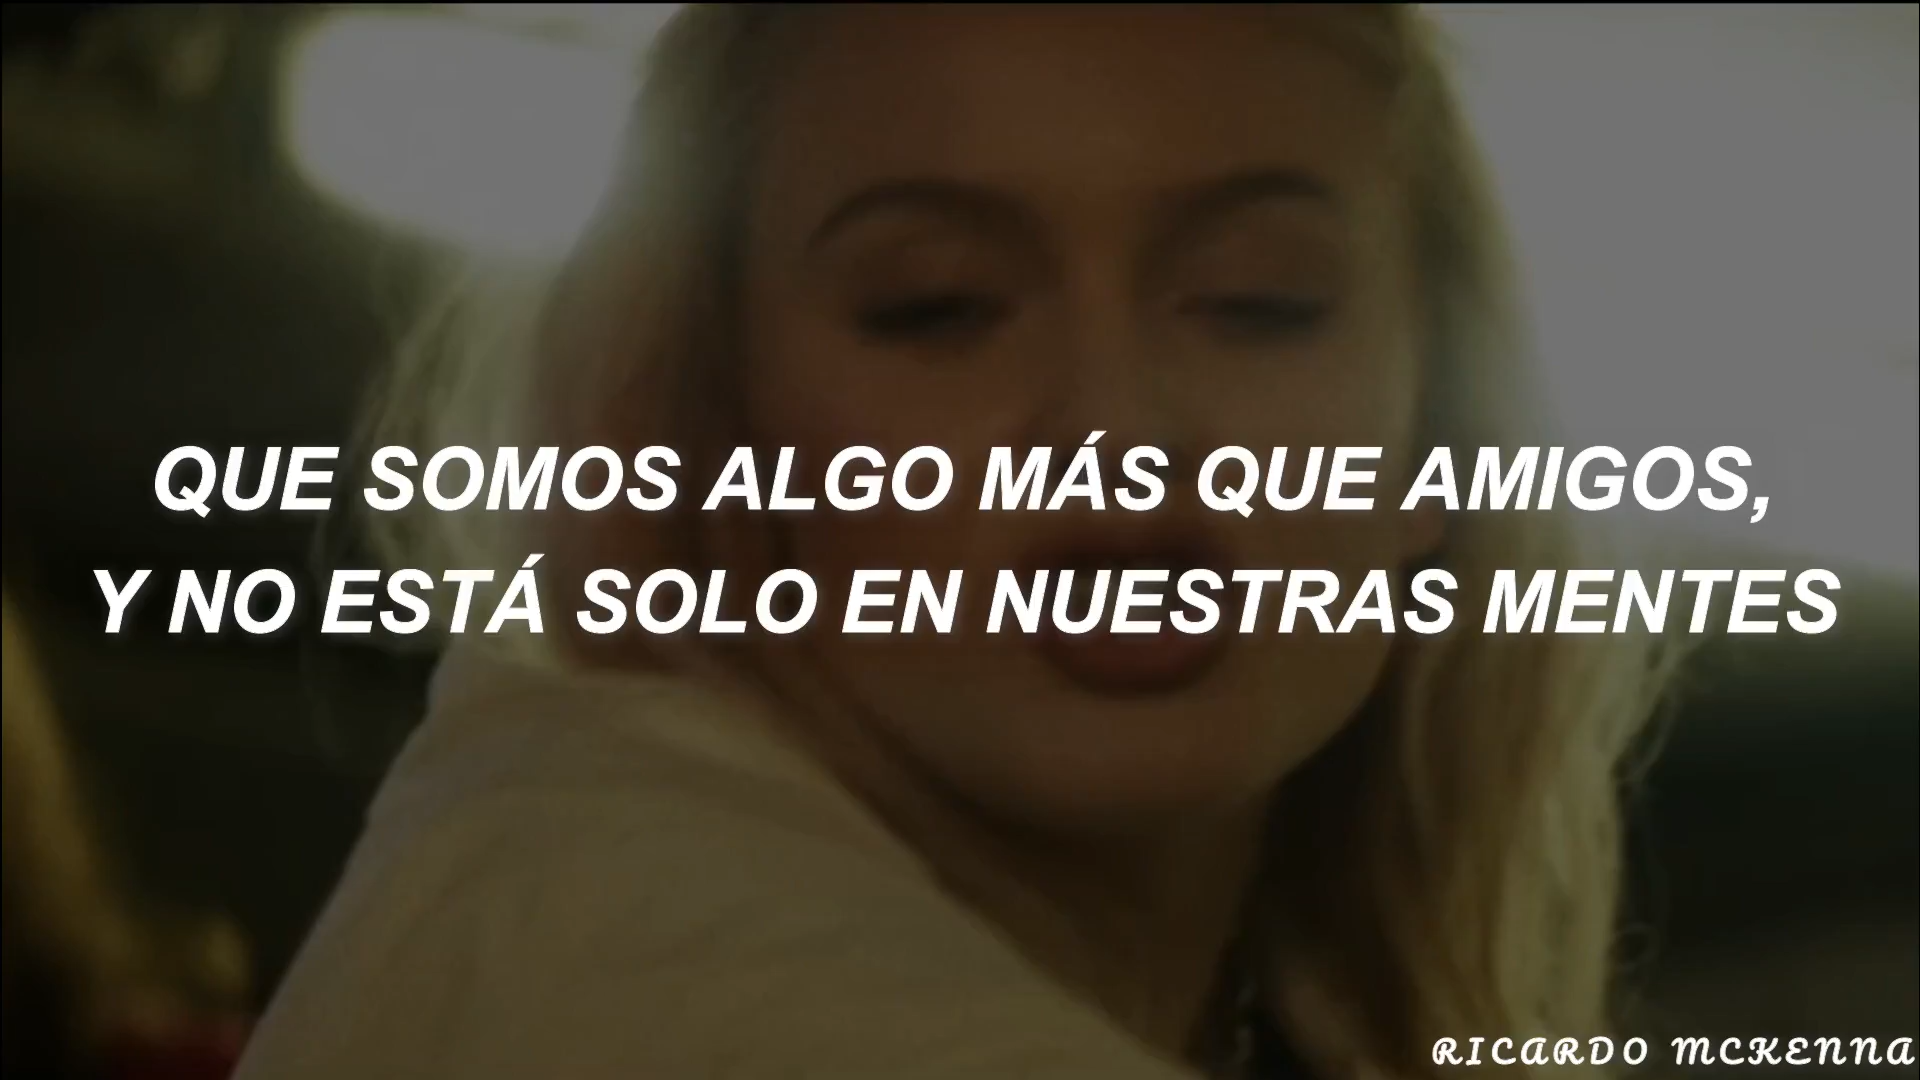 QUE SOMOS ALGO MÁS QUE AMIGOS,
Y NO ESTÁ SOLO EN NUESTRAS MENTES
RICARDO MCKENNA